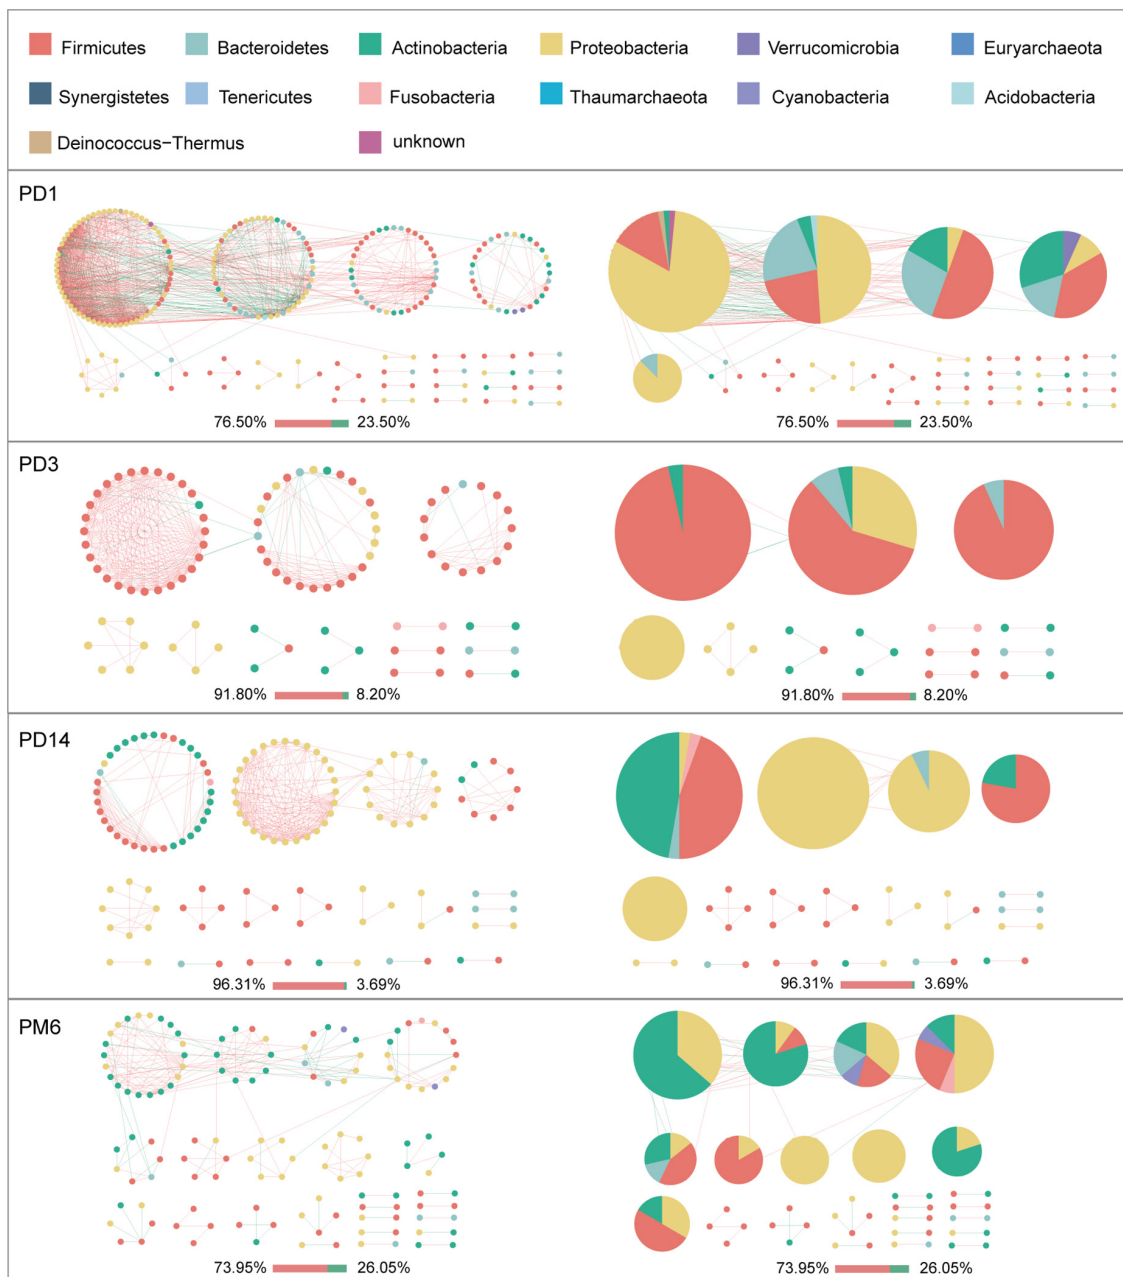 Firmicutes Bacteroidetes Actinobacteria Proteobacteria Verrucomicrobia Euryarchaeota
Synergistetes Tenericutes Fusobacteria Thaumarchaeota Cyanobacteria Acidobacteria
Deinococcus−Thermus unknown
PD1
76.50% 23.50% 76.50% 23.50%
PD3
91.80% 8.20% 91.80% 8.20%
PD14
96.31% 3.69% 96.31% 3.69%
PM6
73.95% 26.05% 73.95% 26.05%